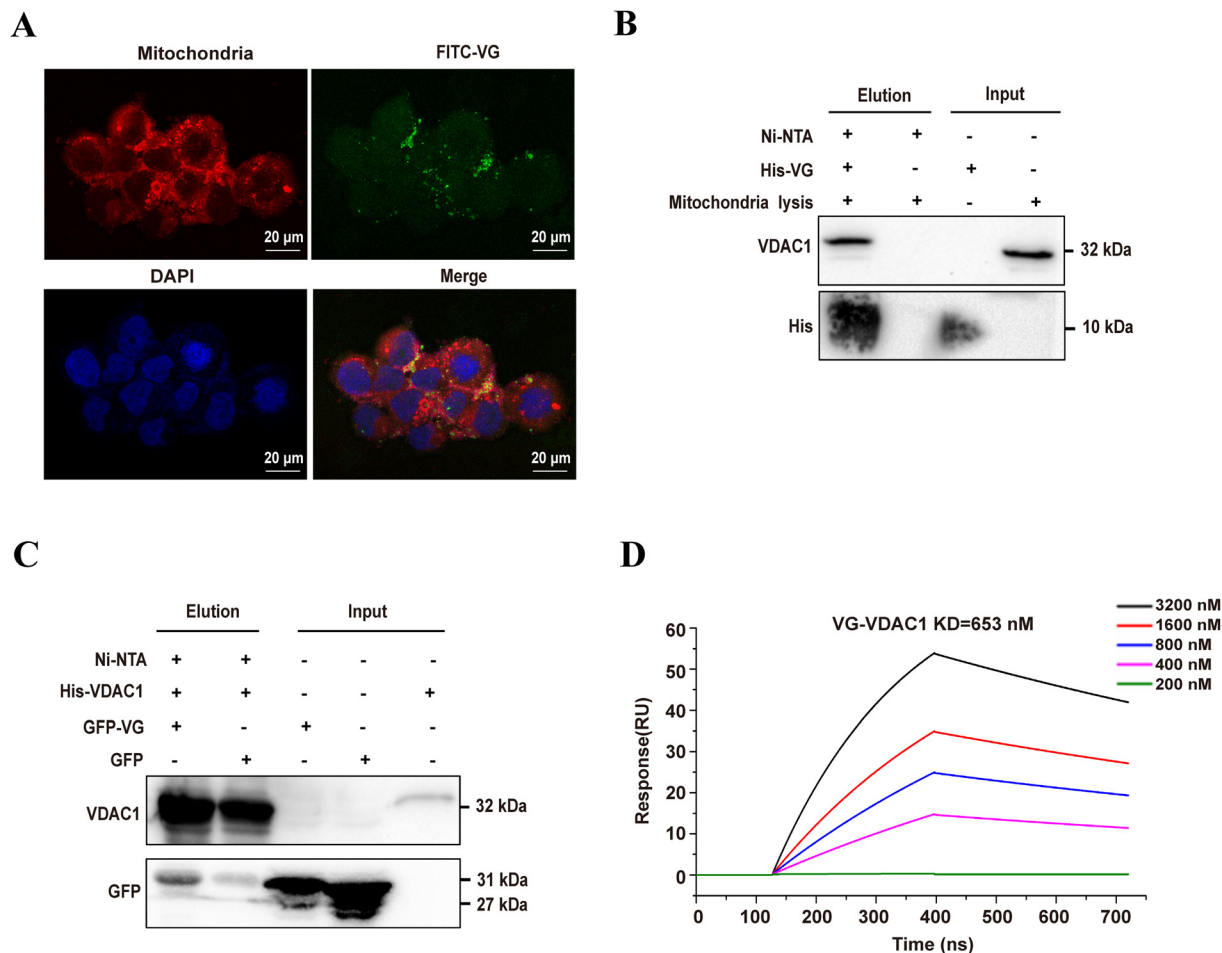 A
Mitochondria
FITC-VG
20 μm
20 μm
DAPI
Merge
20 μm
20 μm
B
Elution Input
Ni-NTA + + - -
His-VG + - + -
Mitochondria lysis + + - +
VDAC1
32 kDa
His
10 kDa
C
Elution Input
Ni-NTA + + - - -
His-VDAC1 + + - - +
GFP-VG + - + - -
GFP - + - + -
VDAC1
32 kDa
GFP
31 kDa
27 kDa
D
VG-VDAC1 KD=653 nM
3200 nM
1600 nM
800 nM
400 nM
200 nM
Response(RU)
60
50
40
30
20
10
0
0 100 200 300 400 500 600 700
Time (ns)